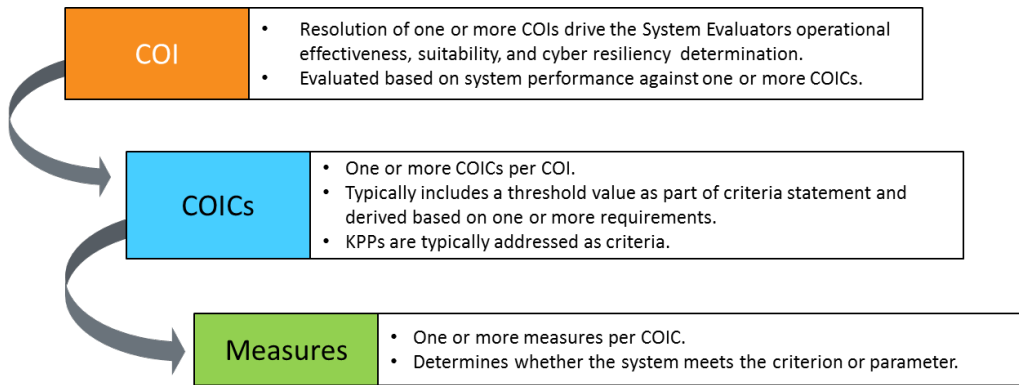 COI
• Resolution of one or more COIs drive the System Evaluators operational
effectiveness, suitability, and cyber resiliency determination.
• Evaluated based on system performance against one or more COICs.
COICs
• One or more COICs per COI.
• Typically includes a threshold value as part of criteria statement and
derived based on one or more requirements.
• KPPs are typically addressed as criteria.
Measures
• One or more measures per COIC.
• Determines whether the system meets the criterion or parameter.